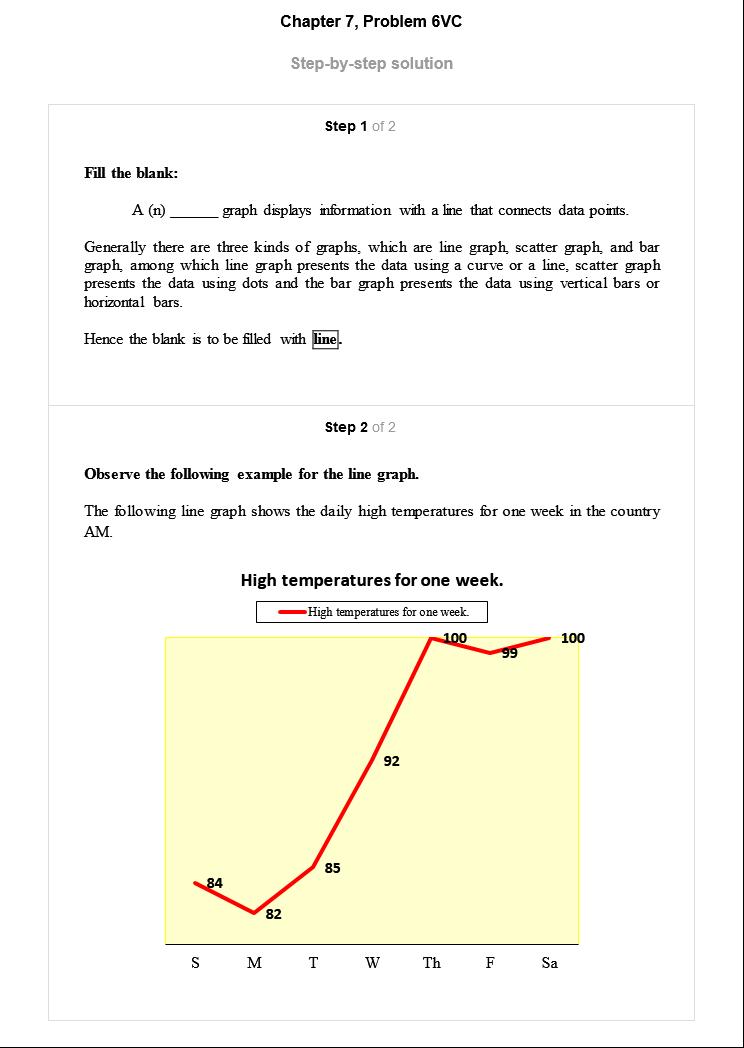 Chapter 7, Problem 6VC
Step-by-step solution
Step 1 of 2
Fill the blank:
A (n) ______ graph displays information with a line that connects data points.
Generally there are three kinds of graphs, which are line graph, scatter graph, and bar
graph, among which line graph presents the data using a curve or a line, scatter graph
presents the data using dots and the bar graph presents the data using vertical bars or
horizontal bars.
Hence the blank is to be filled with line.
Step 2 of 2
Observe the following example for the line graph.
The following line graph shows the daily high temperatures for one week in the country
AM.
High temperatures for one week.
High temperatures for one week.
100
100
99
92
85
84
82
S M T W Th F Sa